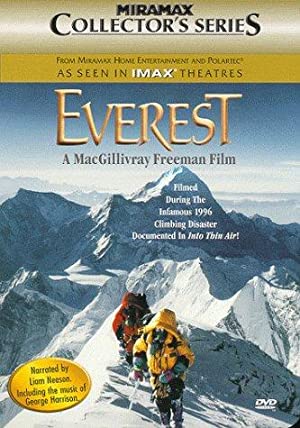 MIRAMAX
COLLECTOR'S SERIES
FROM MIRAMAX HOME ENTERTAINMENT AND POLARTEC®
AS SEEN IN IMAX® THEATRES
EVEREST
A MacGillivray Freeman Film
Filmed
During The
Infamous 1996
Climbing Disaster
Documented In Into Thin Air!
Narrated by
Liam Neeson.
Including the music of
George Harrison.
DVD